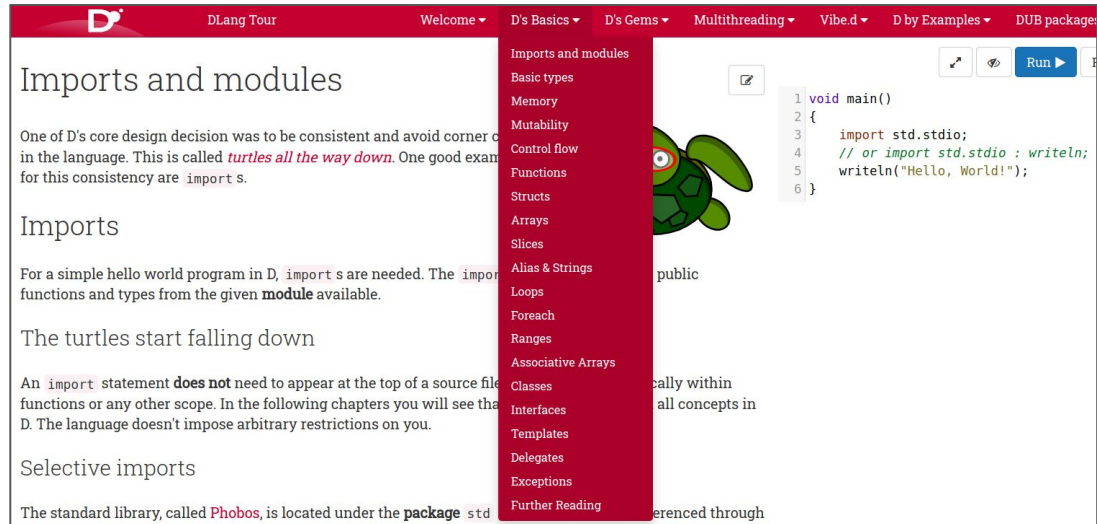 DLang Tour Welcome D's Basics D's Gems Multithreading Vibe.d D by Examples DUB packages
Imports and modules
Basic types
Memory
Mutability
Control flow
Functions
Structs
Arrays
Slices
Alias & Strings
Loops
Foreach
Ranges
Associative Arrays
Classes
Interfaces
Templates
Delegates
Exceptions
Further Reading
Imports and modules
One of D's core design decision was to be consistent and avoid corner
in the language. This is called turtles all the way down. One good
for this consistency are import s.
Imports
For a simple hello world program in D, import s are needed. The public
functions and types from the given module available.
The turtles start falling down
An import statement does not need to appear at the top of a source within
functions or any other scope. In the following chapters you will see all concepts in
D. The language doesn't impose arbitrary restrictions on you.
Selective imports
The standard library, called Phobos, is located under the package std through
Run
1 void main()
2 {
3 import std.stdio;
4 // or import std.stdio : writeln;
5 writeln("Hello, World!");
6 }